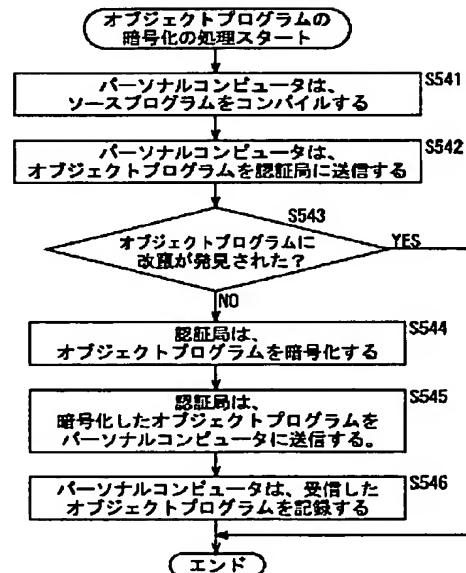 オブジェクトプログラムの
暗号化の処理スタート
S541
パーソナルコンピュータは、
ソースプログラムをコンパイルする
S542
パーソナルコンピュータは、
オブジェクトプログラムを認証局に送信する
S543
オブジェクトプログラムに
改竄が発見された？
YES
NO
S544
認証局は、
オブジェクトプログラムを暗号化する
S545
認証局は、
暗号化したオブジェクトプログラムを
パーソナルコンピュータに送信する。
S546
パーソナルコンピュータは、受信した
オブジェクトプログラムを記録する
エンド